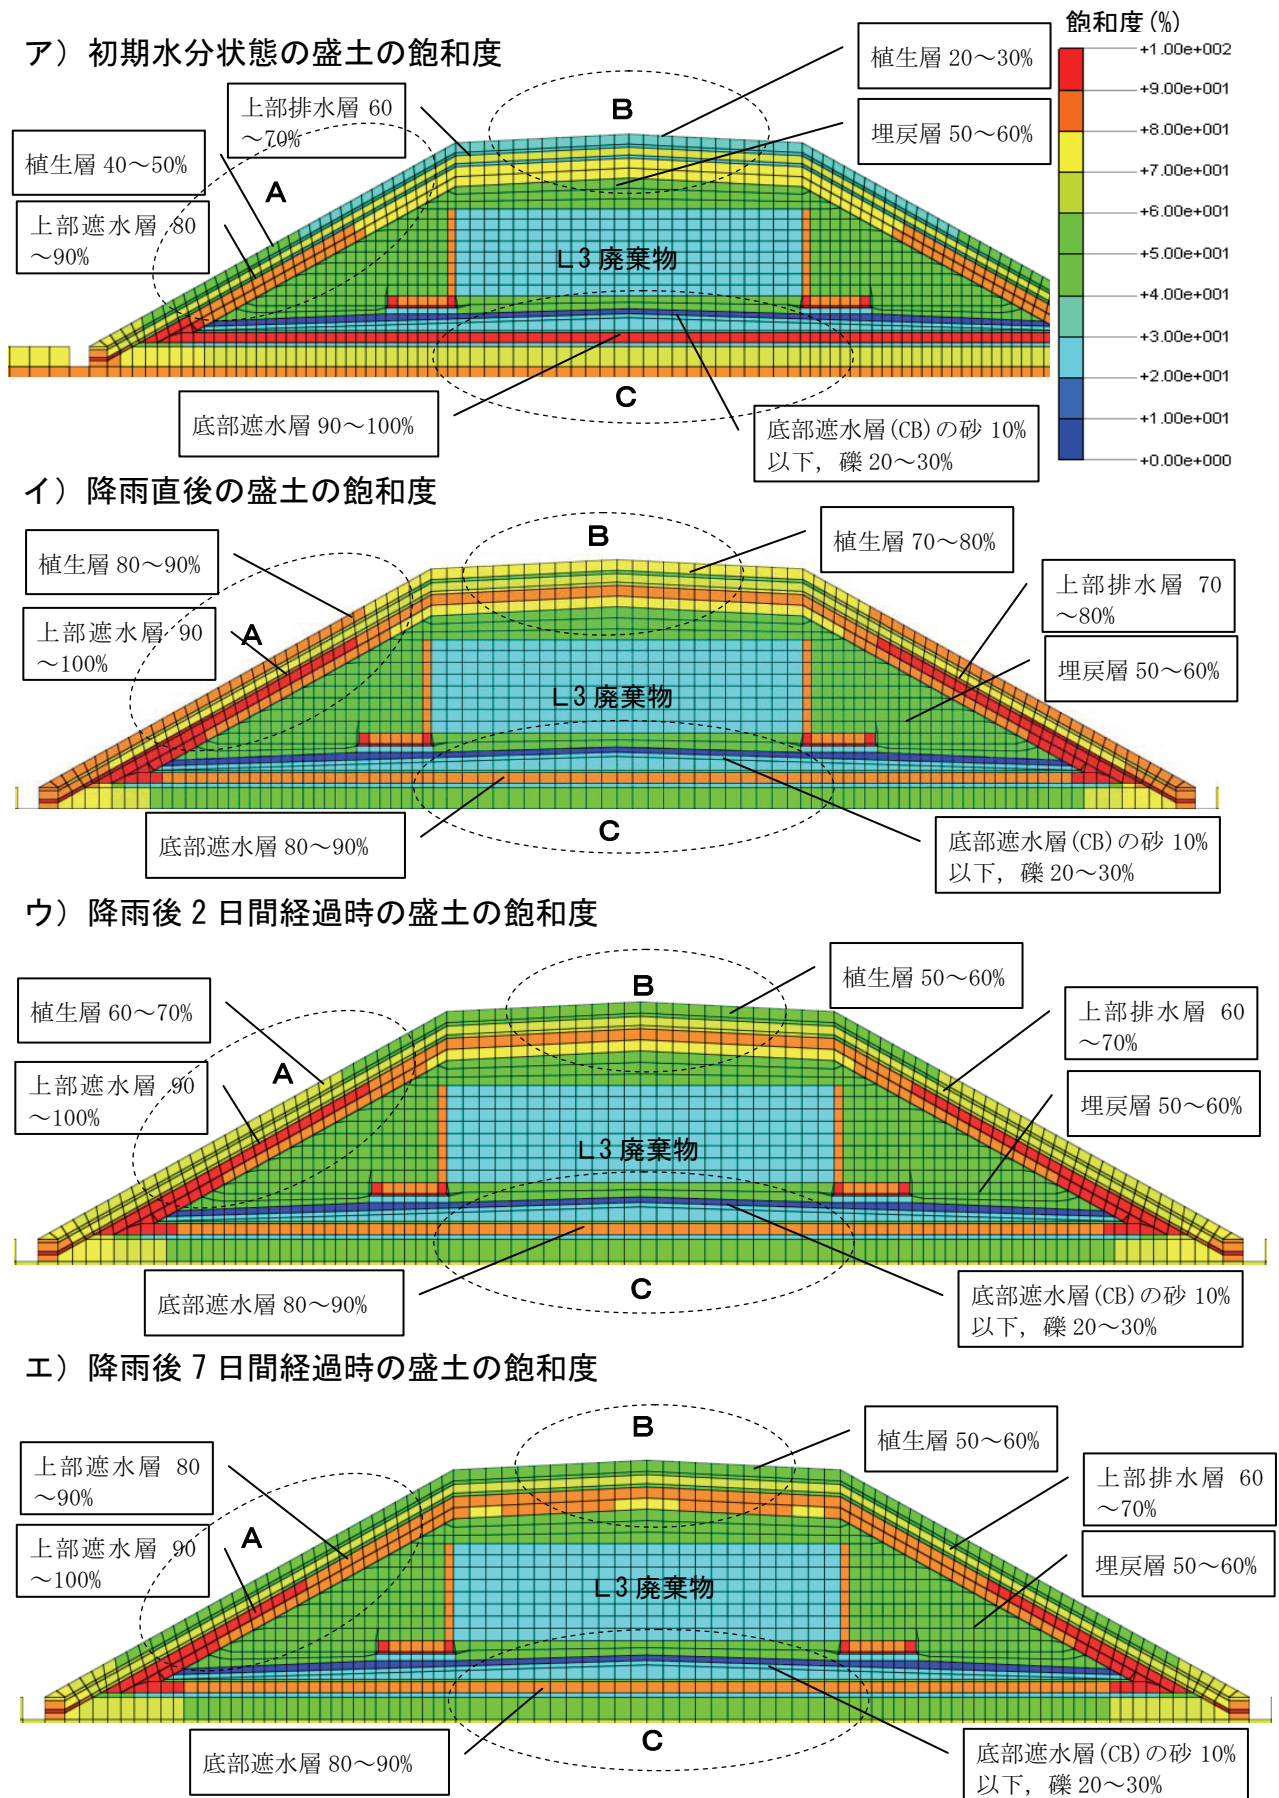 飽和度(%)
ア）初期水分状態の盛土の飽和度
+1.00e+002
+9.00e+001
+8.00e+001
+7.00e+001
+6.00e+001
+5.00e+001
+4.00e+001
+3.00e+001
+2.00e+001
+1.00e+001
+0.00e+000
植生層 20～30%
上部排水層 60
～70%
B
埋戻層 50～60%
植生層 40～50%
A
上部遮水層 80
～90%
L3 廃棄物
C
底部遮水層 90～100%
底部遮水層(CB)の砂 10%
以下，礫 20～30%
イ）降雨直後の盛土の飽和度
植生層 80～90%
B
植生層 70～80%
上部排水層 70
～80%
上部遮水層 90
～100%
A
埋戻層 50～60%
L3 廃棄物
C
底部遮水層 80～90%
底部遮水層(CB)の砂 10%
以下，礫 20～30%
ウ）降雨後 2 日間経過時の盛土の飽和度
植生層 60～70%
B
植生層 50～60%
上部排水層 60
～70%
A
上部遮水層 90
～100%
埋戻層 50～60%
L3 廃棄物
C
底部遮水層 80～90%
底部遮水層(CB)の砂 10%
以下，礫 20～30%
エ）降雨後 7 日間経過時の盛土の飽和度
B
植生層 50～60%
上部遮水層 80
～90%
上部排水層 60
～70%
A
上部遮水層 90
～100%
埋戻層 50～60%
L3 廃棄物
C
底部遮水層 80～90%
底部遮水層(CB)の砂 10%
以下，礫 20～30%